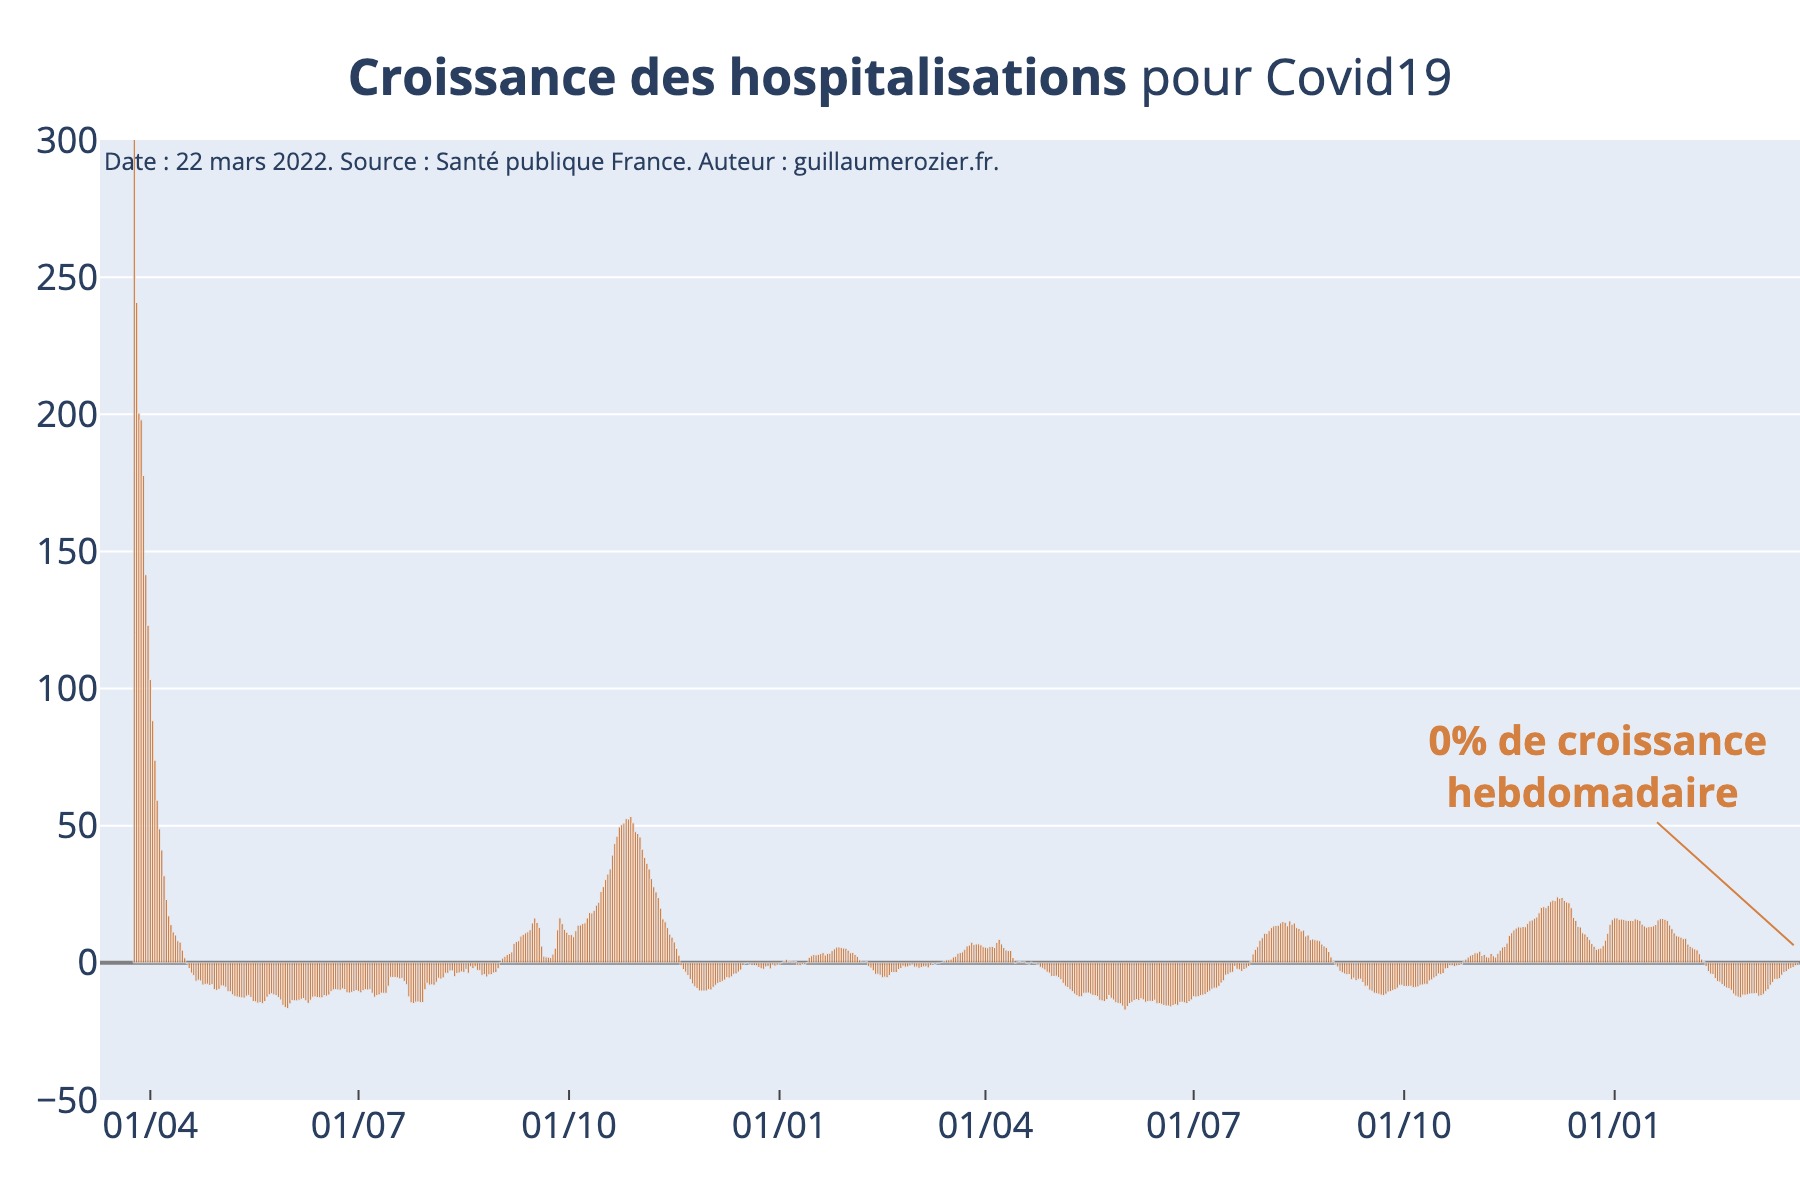 Croissance des hospitalisations pour Covid19
Date : 22 mars 2022. Source : Santé publique France. Auteur : guillaumerozier.fr.
300
250
200
150
100
50
0
−50
0% de croissance
hebdomadaire
01/04 01/07 01/10 01/01 01/04 01/07 01/10 01/01